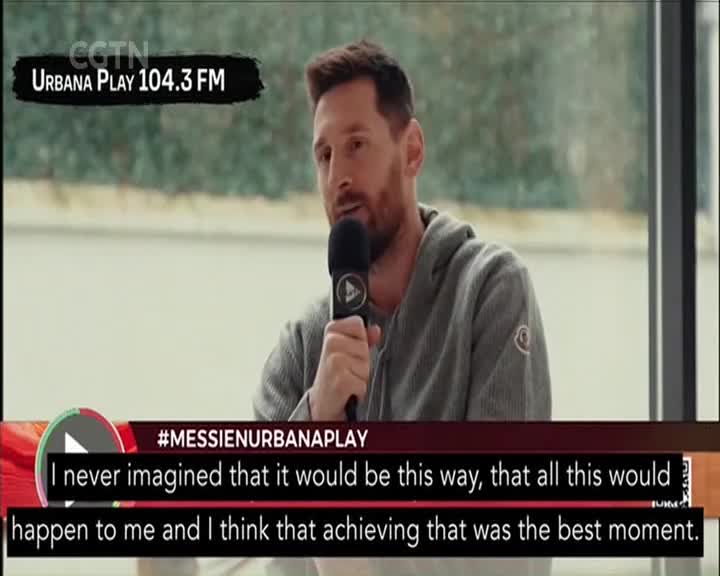 CGTN
URBANA PLAY 104.3 FM
#MESSIENURBANAPLAY
I never imagined that it would be this way, that all this would
happen to me and I think that achieving that was the best moment.